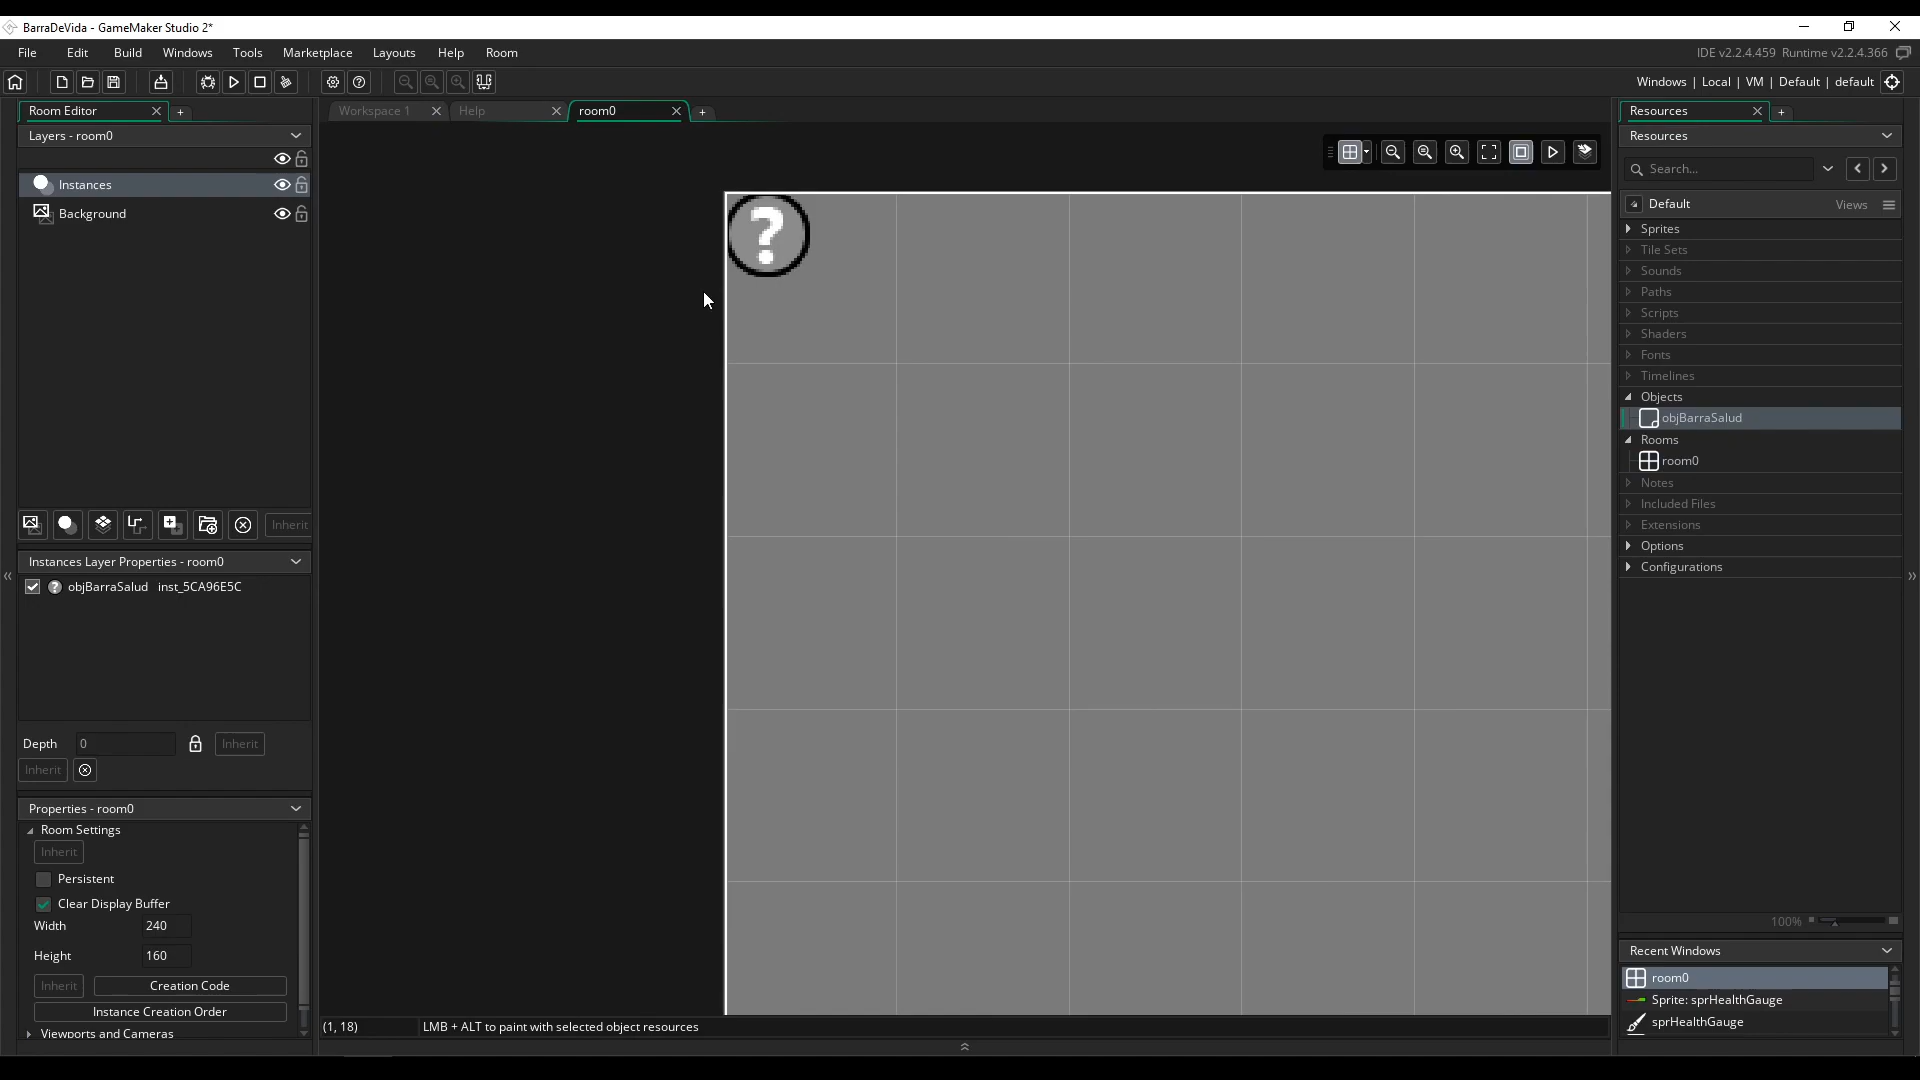 BarraDeVida - GameMaker Studio 2*
File Edit Build Windows Tools Marketplace Layouts Help Room
IDE v2.2.4.459 Runtime v2.2.4.366
Windows | Local | VM | Default | default
Room Editor
Layers - room0
Instances
Background
Inherit
Instances Layer Properties - room0
objBarraSalud inst_5CA96E5C
Depth 0 Inherit
Inherit
Properties - room0
Room Settings
Inherit
Persistent
Clear Display Buffer
Width 240
Height 160
Inherit Creation Code
Instance Creation Order
Viewports and Cameras
Workspace 1 Help room0
?
(1, 18) LMB + ALT to paint with selected object resources
Resources
Resources
Search...
Default Views
Sprites
Tile Sets
Sounds
Paths
Scripts
Shaders
Fonts
Timelines
Objects
objBarraSalud
Rooms
room0
Notes
Included Files
Extensions
Options
Configurations
100%
Recent Windows
room0
Sprite: sprHealthGauge
sprHealthGauge